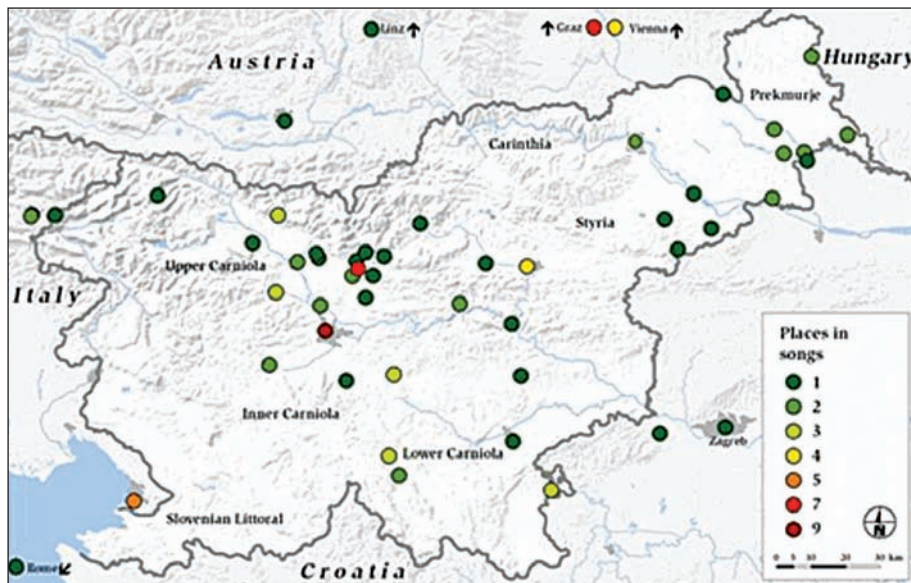 Linz
Graz
Vienna
Austria
Hungary
Prekmurje
Carinthia
Styria
Upper Carniola
Italy
Places in
songs
1
2
3
4
5
7
9
Inner Carniola
Lower Carniola
Zagreb
Slovenian Littoral
Rome
Croatia
N
0 5 10 20 30 km